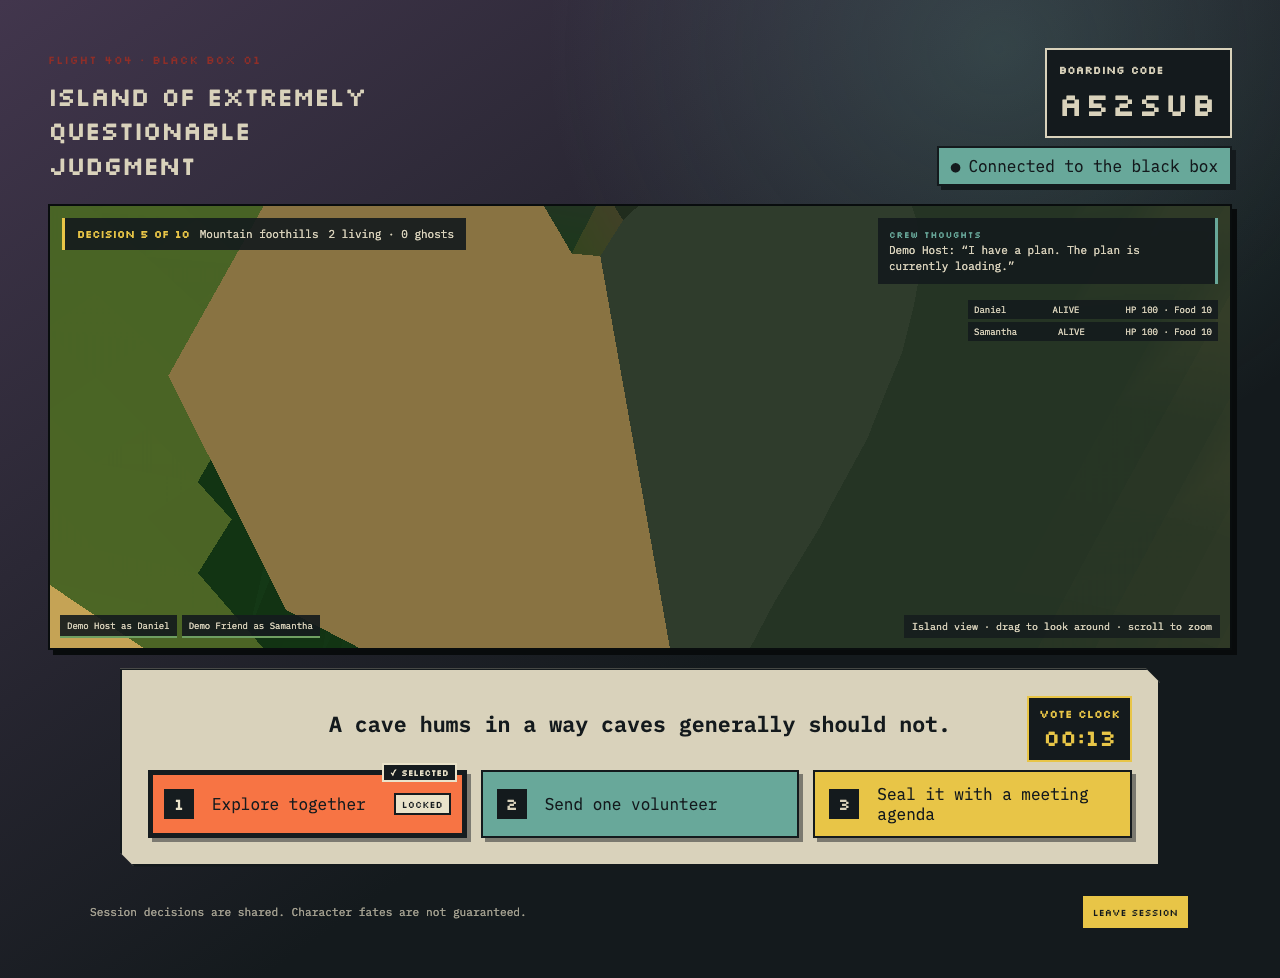 FLIGHT 404 · BLACK BOX 01
ISLAND OF EXTREMELY
QUESTIONABLE
JUDGMENT
BOARDING CODE
A52SUB
● Connected to the black box
DECISION 5 OF 10 Mountain foothills 2 living · 0 ghosts
CREW THOUGHTS
Demo Host: “I have a plan. The plan is
currently loading.”
Daniel ALIVE HP 100 · Food 10
Samantha ALIVE HP 100 · Food 10
Demo Host as Daniel
Demo Friend as Samantha
Island view · drag to look around · scroll to zoom
A cave hums in a way caves generally should not.
VOTE CLOCK
00:13
✓ SELECTED
1 Explore together LOCKED
2 Send one volunteer
3 Seal it with a meeting
agenda
Session decisions are shared. Character fates are not guaranteed.
LEAVE SESSION